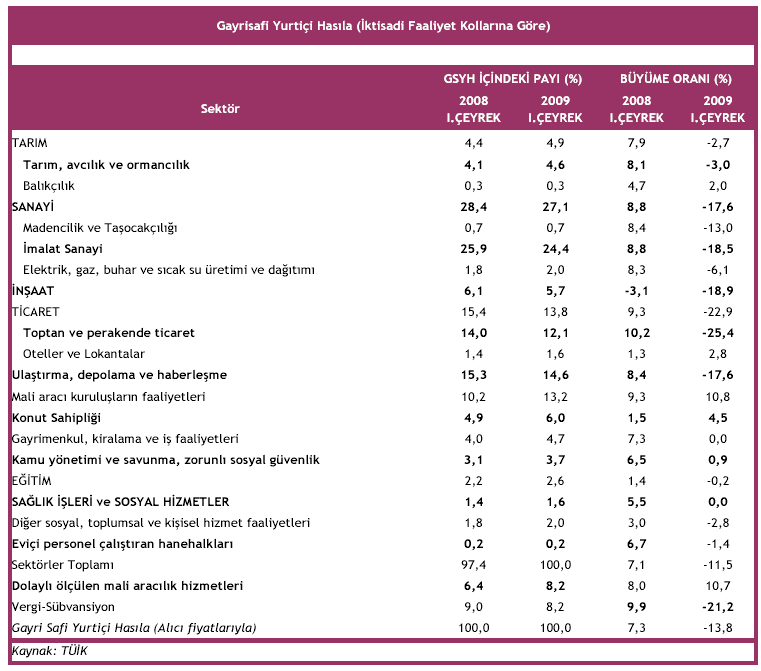 Gayrisafi Yurtiçi Hasıla (İktisadi Faaliyet Kollarına Göre)
GSYH İÇİNDEKİ PAYI (%) BÜYÜME ORANI (%)
Sektör 2008 I.ÇEYREK 2009 I.ÇEYREK 2008 I.ÇEYREK 2009 I.ÇEYREK
TARIM 4,4 4,9 7,9 -2,7
Tarım, avcılık ve ormancılık 4,1 4,6 8,1 -3,0
Balıkçılık 0,3 0,3 4,7 2,0
SANAYİ 28,4 27,1 8,8 -17,6
Madencilik ve Taşocakçılığı 0,7 0,7 8,4 -13,0
İmalat Sanayi 25,9 24,4 8,8 -18,5
Elektrik, gaz, buhar ve sıcak su üretimi ve dağıtımı 1,8 2,0 8,3 -6,1
İNŞAAT 6,1 5,7 -3,1 -18,9
TİCARET 15,4 13,8 9,3 -22,9
Toptan ve perakende ticaret 14,0 12,1 10,2 -25,4
Oteller ve Lokantalar 1,4 1,6 1,3 2,8
Ulaştırma, depolama ve haberleşme 15,3 14,6 8,4 -17,6
Mali aracı kuruluşların faaliyetleri 10,2 13,2 9,3 10,8
Konut Sahipliği 4,9 6,0 1,5 4,5
Gayrimenkul, kiralama ve iş faaliyetleri 4,0 4,7 7,3 0,0
Kamu yönetimi ve savunma, zorunlu sosyal güvenlik 3,1 3,7 6,5 0,9
EĞİTİM 2,2 2,6 1,4 -0,2
SAĞLIK İŞLERİ ve SOSYAL HİZMETLER 1,4 1,6 5,5 0,0
Diğer sosyal, toplumsal ve kişisel hizmet faaliyetleri 1,8 2,0 3,0 -2,8
Eviçi personel çalıştıran hanehalkları 0,2 0,2 6,7 -1,4
Sektörler Toplamı 97,4 100,0 7,1 -11,5
Dolaylı ölçülen mali aracılık hizmetleri 6,4 8,2 8,0 10,7
Vergi-Sübvansiyon 9,0 8,2 9,9 -21,2
Gayri Safi Yurtiçi Hasıla (Alıcı fiyatlarıyla) 100,0 100,0 7,3 -13,8
Kaynak: TÜİK